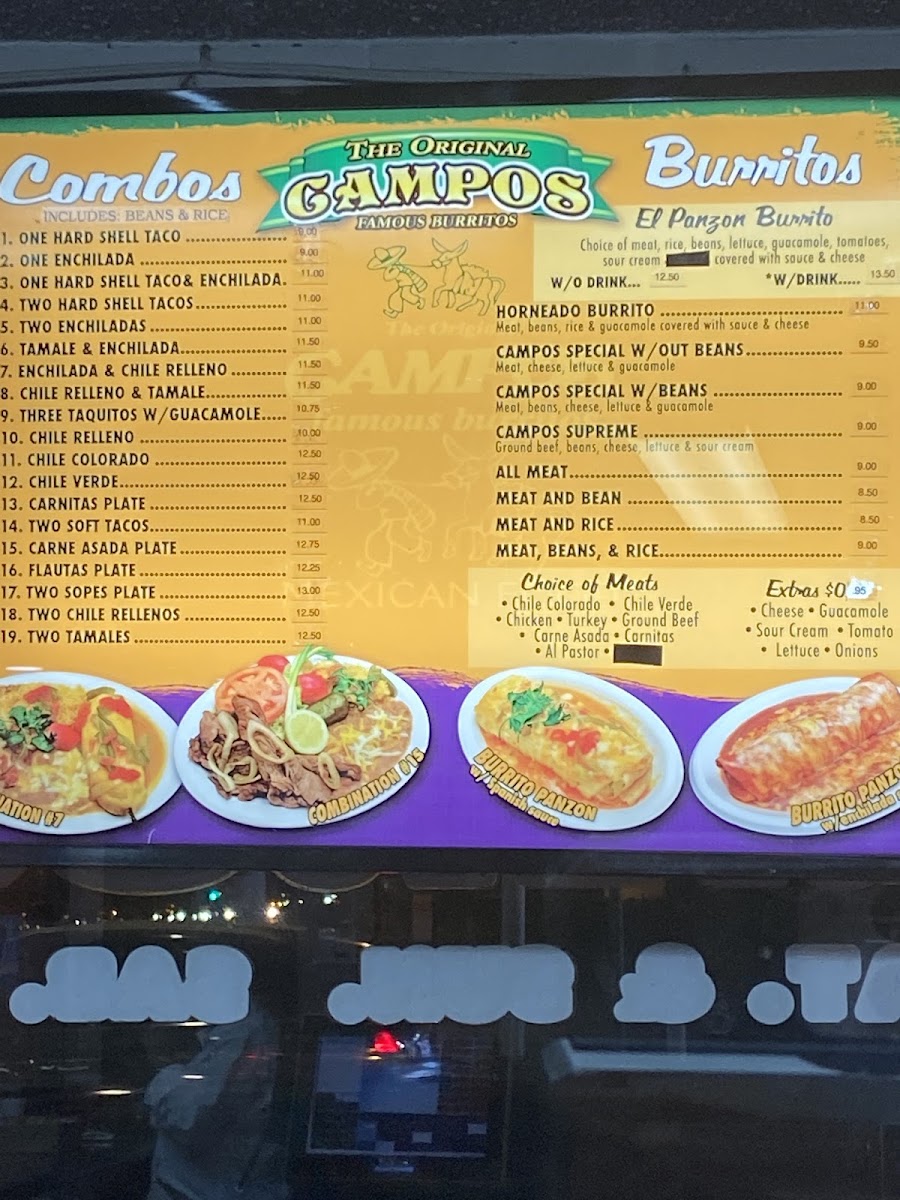 Combos
INCLUDES: BEANS & RICE
1. ONE HARD SHELL TACO 9.00
2. ONE ENCHILADA 9.00
3. ONE HARD SHELL TACO& ENCHILADA. 11.00
4. TWO HARD SHELL TACOS 11.00
5. TWO ENCHILADAS 11.00
6. TAMALE & ENCHILADA 11.50
7. ENCHILADA & CHILE RELLENO 11.50
8. CHILE RELLENO & TAMALE 11.50
9. THREE TAQUITOS W/GUACAMOLE 10.75
10. CHILE RELLENO 10.00
11. CHILE COLORADO 12.50
12. CHILE VERDE 12.50
13. CARNITAS PLATE 12.50
14. TWO SOFT TACOS 11.00
15. CARNE ASADA PLATE 12.75
16. FLAUTAS PLATE 12.25
17. TWO SOPES PLATE 13.00
18. TWO CHILE RELLENOS 12.50
19. TWO TAMALES 12.50
THE ORIGINAL
CAMPOS
FAMOUS BURRITOS
Burritos
El Panzon Burrito
Choice of meat, rice, beans, lettuce, guacamole, tomatoes,
sour cream covered with sauce & cheese
W/O DRINK... 12.50 *W/DRINK..... 13.50
HORNEADO BURRITO 11.00
Meat, beans, rice & guacamole covered with sauce & cheese
CAMPOS SPECIAL W/OUT BEANS 9.50
Meat, cheese, lettuce & guacamole
CAMPOS SPECIAL W/BEANS 9.00
Meat, beans, cheese, lettuce & guacamole
CAMPOS SUPREME 9.00
Ground beef, beans, cheese, lettuce & sour cream
ALL MEAT 9.00
MEAT AND BEAN 8.50
MEAT AND RICE 8.50
MEAT, BEANS, & RICE 9.00
Choice of Meats
• Chile Colorado • Chile Verde
• Chicken • Turkey • Ground Beef
• Carne Asada • Carnitas
• Al Pastor •
Extras $0.95
• Cheese • Guacamole
• Sour Cream • Tomato
• Lettuce • Onions
NATION #7
COMBINATION #15
BURRITO PANZON
w/ spanish sauce
BURRITO PANZO
w/ enchilada
SUN.
SAR.